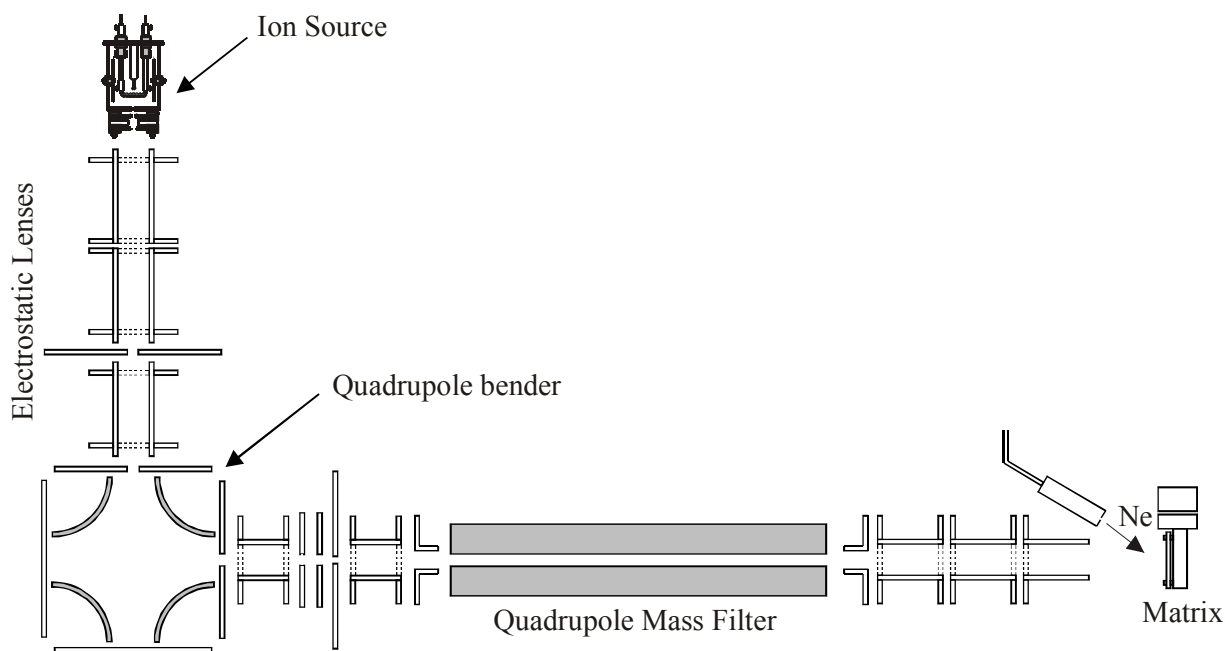 Ion Source
Electrostatic Lenses
Quadrupole bender
Ne
Quadrupole Mass Filter
Matrix